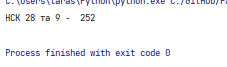 C:\Users\taras\Python\python.exe C:/GitHub/
НСК 28 та 9 -  252
Process finished with exit code 0